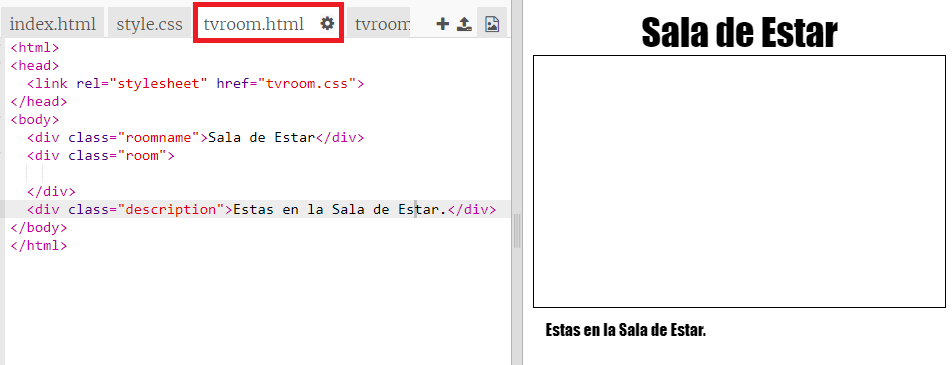 index.html style.css tvroom.html tvroom
<html>
<head>
<link rel="stylesheet" href="tvroom.css">
</head>
<body>
<div class="roomname">Sala de Estar</div>
<div class="room">
</div>
<div class="description">Estas en la Sala de Estar.</div>
</body>
</html>
Sala de Estar
Estas en la Sala de Estar.